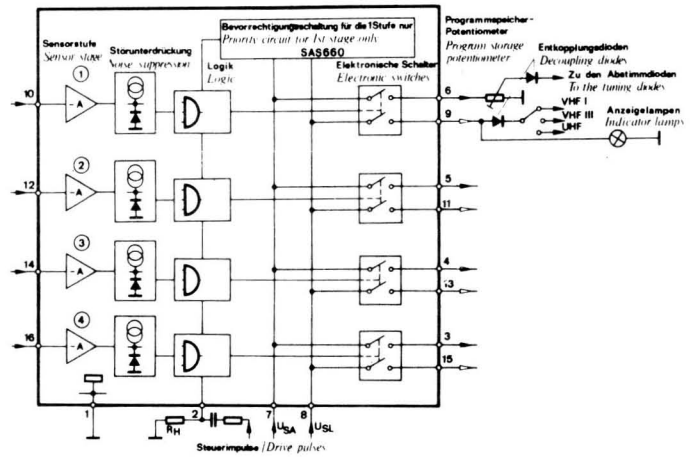 Bevorrechtigungsschaltung für die 1Stufe nur
Priority circuit for 1st stage only
SAS660
Sensorstufe
Sensor stage
Störunterdrückung
Noise suppression
Logik
Logic
Elektronische Schalter
Electronic switches
Programmspeicher-
Potentiometer
Program storage
potentiometer
Entkopplungsdioden
Decoupling diodes
Zu den Abstimmdioden
To the tuning diodes
VHF I
VHF III
UHF
Anzeigelampen
Indicator lamps
1
10
-A
6
9
2
12
-A
5
11
3
14
-A
4
13
4
16
-A
3
15
1
2
7
8
RH
USA
USL
Steuerimpulse / Drive pulses